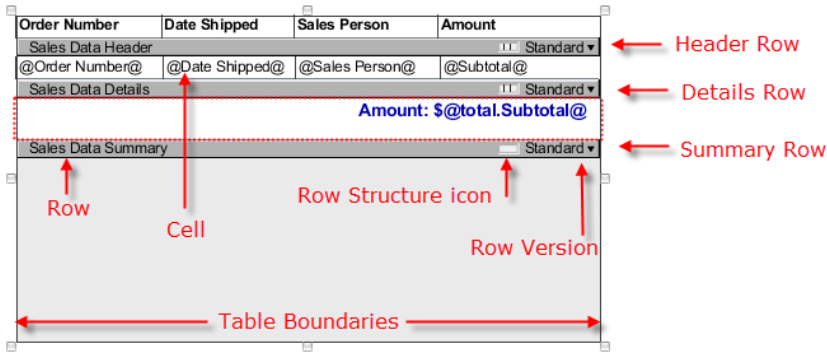 Order Number Date Shipped Sales Person Amount
Sales Data Header Standard
Header Row
@Order Number@ @Date Shipped@ @Sales Person@ @Subtotal@
Sales Data Details Standard
Details Row
Amount: $@total.Subtotal@
Sales Data Summary Standard
Summary Row
Row
Cell
Row Structure icon
Row Version
Table Boundaries